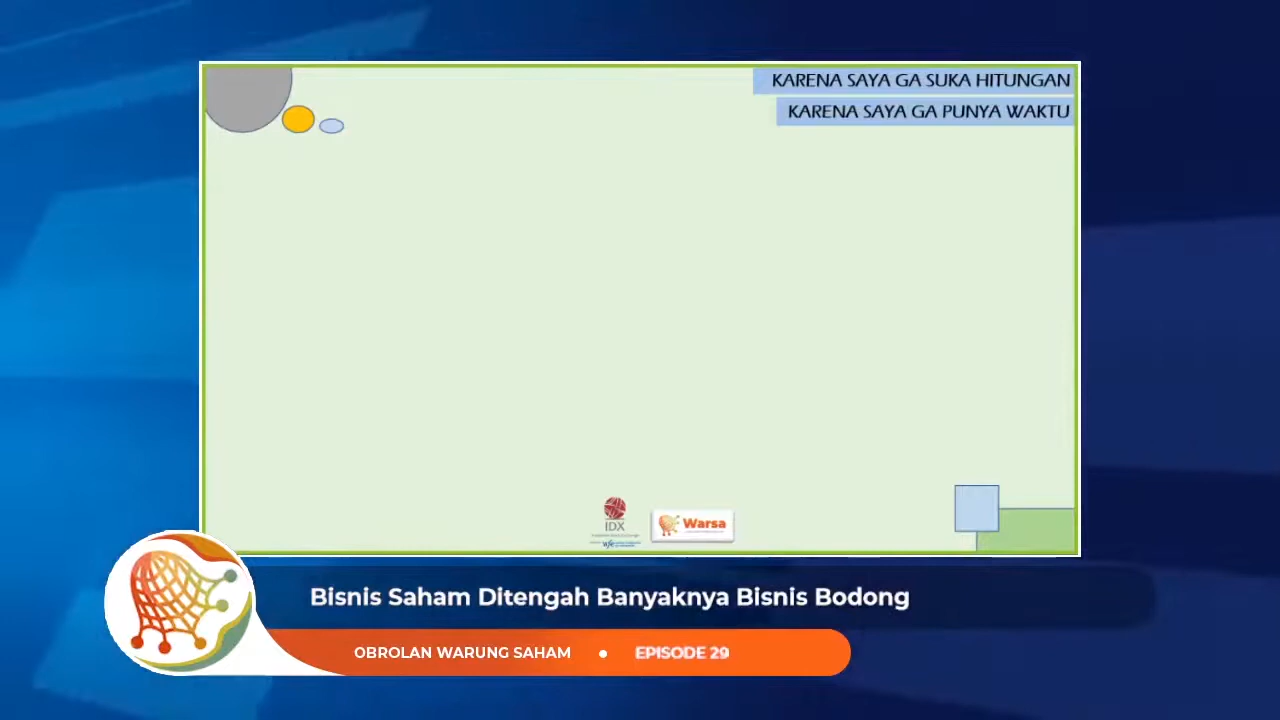 KARENA SAYA GA SUKA HITUNGAN
KARENA SAYA GA PUNYA WAKTU
IDX
Warsa
Bisnis Saham Ditengah Banyaknya Bisnis Bodong
OBROLAN WARUNG SAHAM • EPISODE 29